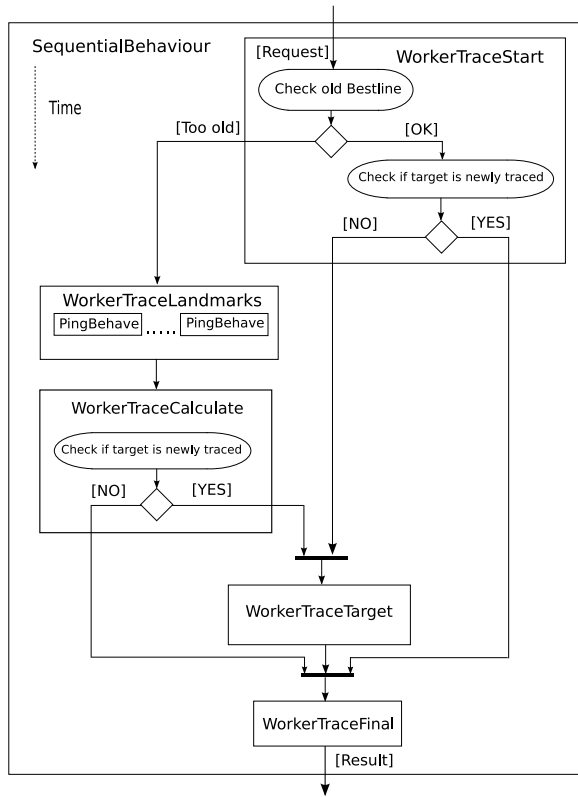 SequentialBehaviour
Time
[Request]
WorkerTraceStart
Check old Bestline
[Too old]
[OK]
Check if target is newly traced
[NO]
[YES]
WorkerTraceLandmarks
PingBehave ..... PingBehave
WorkerTraceCalculate
Check if target is newly traced
[NO]
[YES]
WorkerTraceTarget
WorkerTraceFinal
[Result]